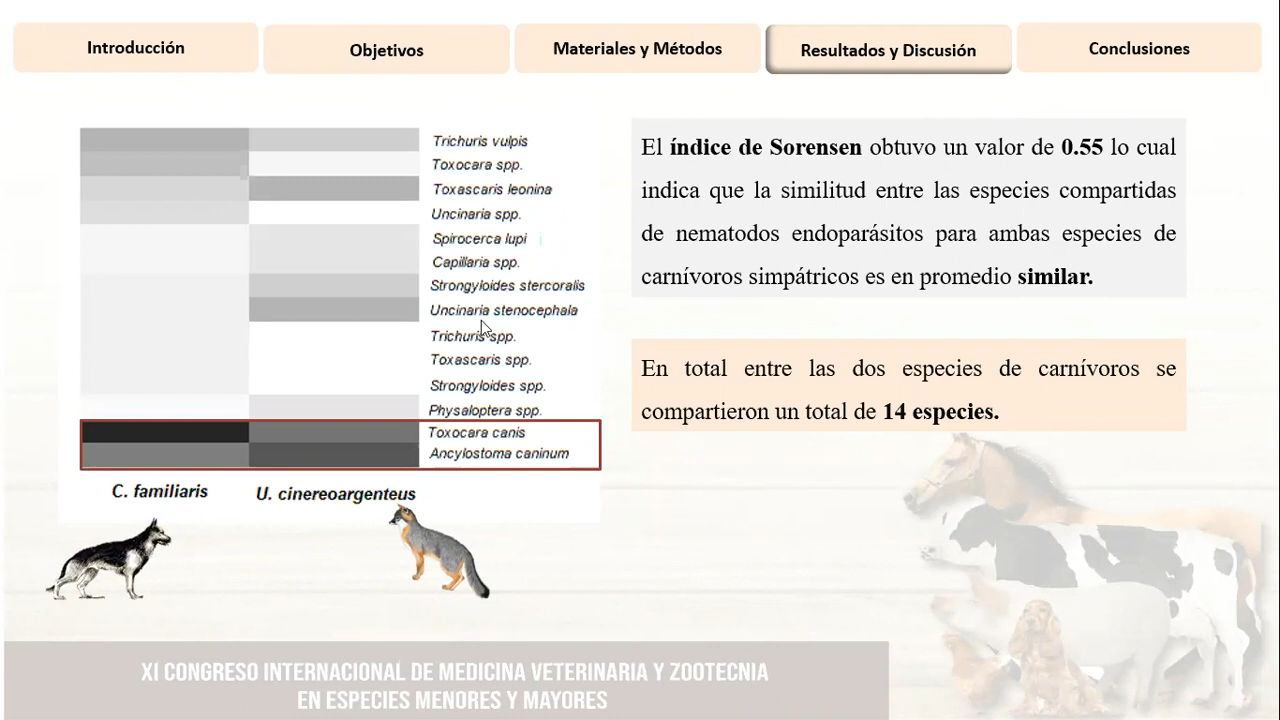 Introducción
Objetivos
Materiales y Métodos
Resultados y Discusión
Conclusiones
Trichuris vulpis
Toxocara spp.
Toxascaris leonina
Uncinaria spp.
Spirocerca lupi
Capillaria spp.
Strongyloides stercoralis
Uncinaria stenocephala
Trichuris spp.
Toxascaris spp.
Strongyloides spp.
Physaloptera spp.
Toxocara canis
Ancylostoma caninum
C. familiaris
U. cinereoargenteus
El índice de Sorensen obtuvo un valor de 0.55 lo cual
indica que la similitud entre las especies compartidas
de nematodos endoparásitos para ambas especies de
carnívoros simpátricos es en promedio similar.
En total entre las dos especies de carnívoros se
compartieron un total de 14 especies.
XI CONGRESO INTERNACIONAL DE MEDICINA VETERINARIA Y ZOOTECNIA
EN ESPECIES MENORES Y MAYORES